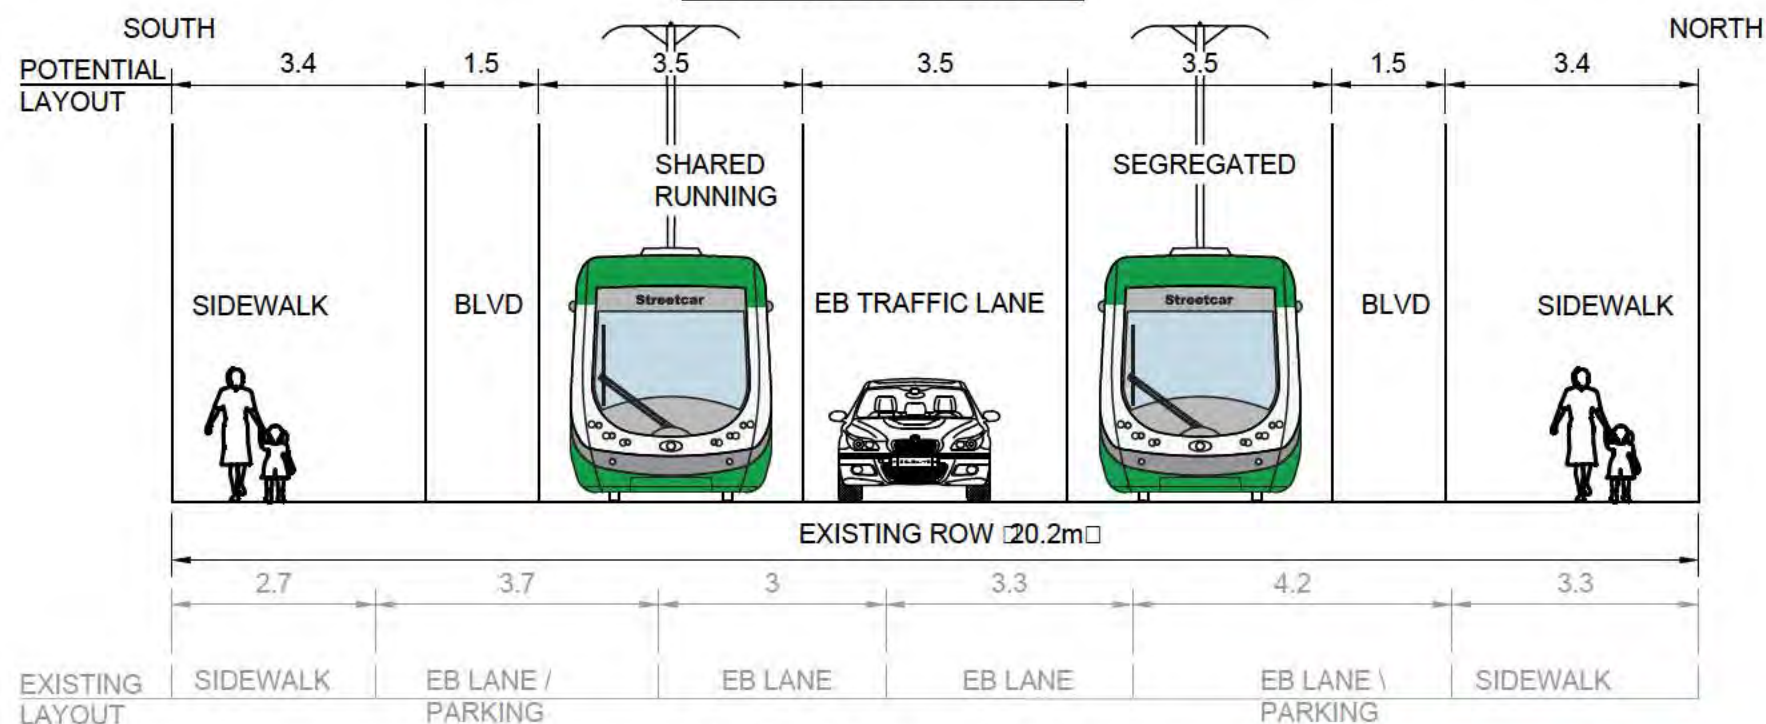 SOUTH
NORTH
POTENTIAL
LAYOUT
3.4
1.5
3.5
3.5
3.5
1.5
3.4
SHARED
RUNNING
SEGREGATED
SIDEWALK
BLVD
Streetcar
EB TRAFFIC LANE
Streetcar
BLVD
SIDEWALK
EXISTING ROW □20.2m□
2.7
3.7
3
3.3
4.2
3.3
EXISTING
LAYOUT
SIDEWALK
EB LANE /
PARKING
EB LANE
EB LANE
EB LANE \
PARKING
SIDEWALK